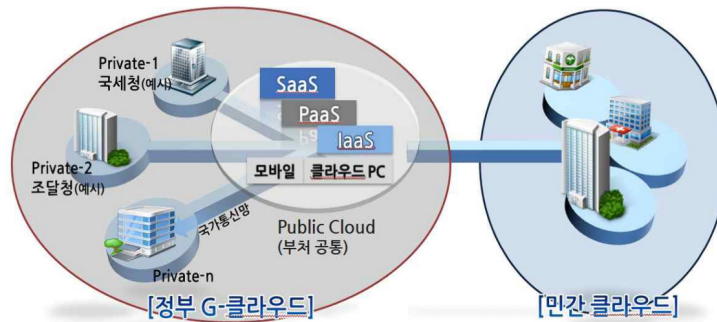 Private-1
국세청(예시)
SaaS
PaaS
IaaS
Private-2
조달청(예시)
모바일
클라우드 PC
국가통신망
Public Cloud
(부처 공통)
Private-n
[정부 G-클라우드]
[민간 클라우드]